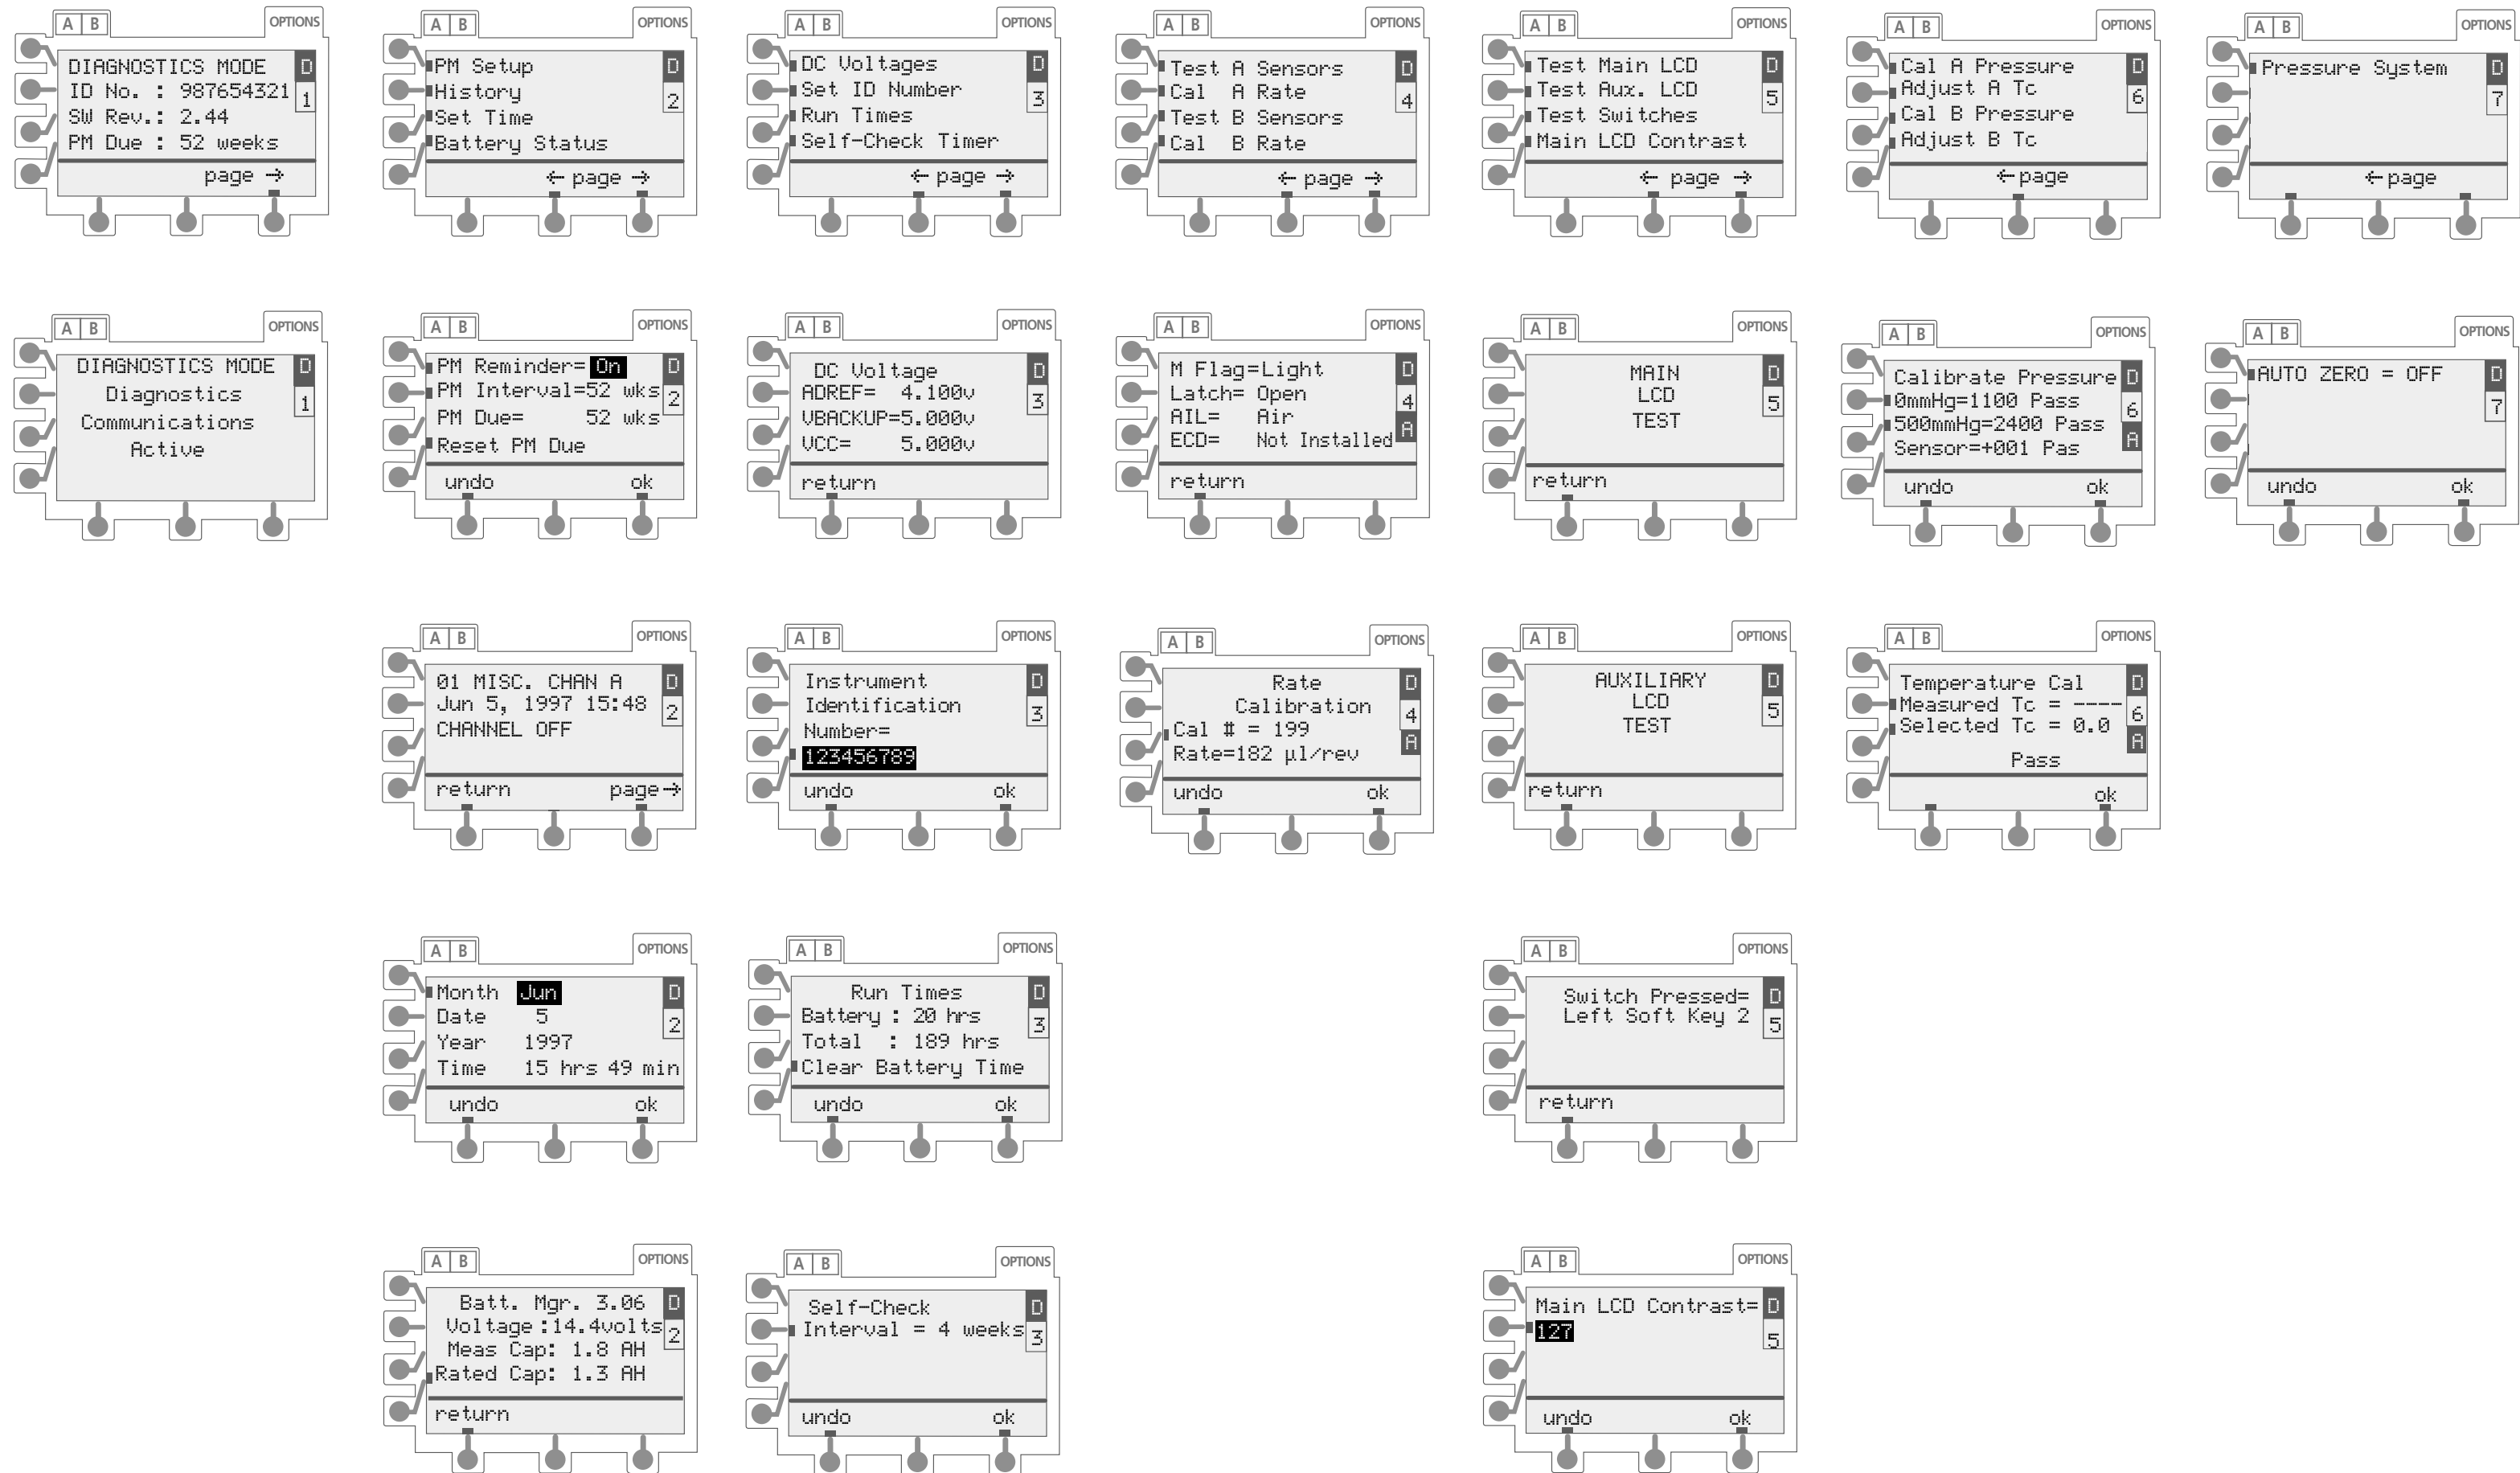 A B OPTIONS
DIAGNOSTICS MODE D
ID No. : 987654321 1
SW Rev.: 2.44
PM Due : 52 weeks
page →
A B OPTIONS
PM Setup D
History 2
Set Time
Battery Status
← page →
A B OPTIONS
DC Voltages D
Set ID Number 3
Run Times
Self-Check Timer
← page →
A B OPTIONS
Test A Sensors D
Cal A Rate 4
Test B Sensors
Cal B Rate
← page →
A B OPTIONS
Test Main LCD D
Test Aux. LCD 5
Test Switches
Main LCD Contrast
← page →
A B OPTIONS
Cal A Pressure D
Adjust A Tc 6
Cal B Pressure
Adjust B Tc
← page
A B OPTIONS
Pressure System D
7
← page
A B OPTIONS
DIAGNOSTICS MODE D
Diagnostics 1
Communications
Active
A B OPTIONS
PM Reminder= On D
PM Interval=52 wks 2
PM Due= 52 wks
Reset PM Due
undo ok
A B OPTIONS
DC Voltage D
ADREF= 4.100v 3
VBACKUP=5.000v
VCC= 5.000v
return
A B OPTIONS
M Flag=Light D
Latch= Open 4
AIL= Air A
ECD= Not Installed
return
A B OPTIONS
MAIN D
LCD 5
TEST
return
A B OPTIONS
Calibrate Pressure D
0mmHg=1100 Pass 6
500mmHg=2400 Pass A
Sensor=+001 Pas
undo ok
A B OPTIONS
AUTO ZERO = OFF D
7
undo ok
A B OPTIONS
01 MISC. CHAN A D
Jun 5, 1997 15:48 2
CHANNEL OFF
return page→
A B OPTIONS
Instrument D
Identification 3
Number=
123456789
undo ok
A B OPTIONS
Rate D
Calibration 4
Cal # = 199 A
Rate=182 µl/rev
undo ok
A B OPTIONS
AUXILIARY D
LCD 5
TEST
return
A B OPTIONS
Temperature Cal D
Measured Tc = ---- 6
Selected Tc = 0.0 A
Pass
ok
A B OPTIONS
Month Jun D
Date 5 2
Year 1997
Time 15 hrs 49 min
undo ok
A B OPTIONS
Run Times D
Battery : 20 hrs 3
Total : 189 hrs
Clear Battery Time
undo ok
A B OPTIONS
Switch Pressed= D
Left Soft Key 2 5
return
A B OPTIONS
Batt. Mgr. 3.06 D
Voltage :14.4volts 2
Meas Cap: 1.8 AH
Rated Cap: 1.3 AH
return
A B OPTIONS
Self-Check D
Interval = 4 weeks 3
undo ok
A B OPTIONS
Main LCD Contrast= D
127 5
undo ok